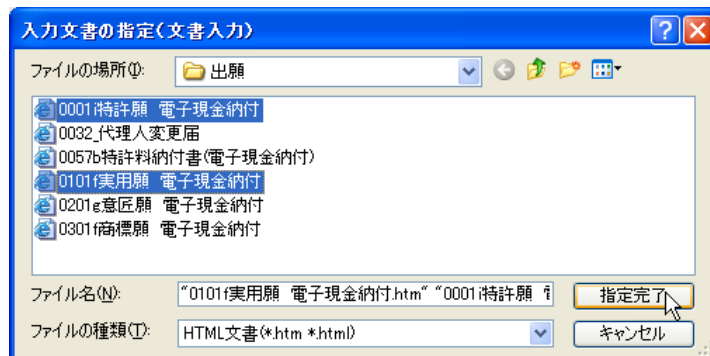 入力文書の指定(文書入力)
ファイルの場所(I):
出願
0001i特許願 電子現金納付
0032_代理人変更届
0057b特許料納付書(電子現金納付)
0101f実用願 電子現金納付
0201g意匠願 電子現金納付
0301f商標願 電子現金納付
ファイル名(N):
"0101f実用願 電子現金納付.htm" "0001i特許願
指定完了
ファイルの種類(T):
HTML文書(*.htm *.html)
キャンセル